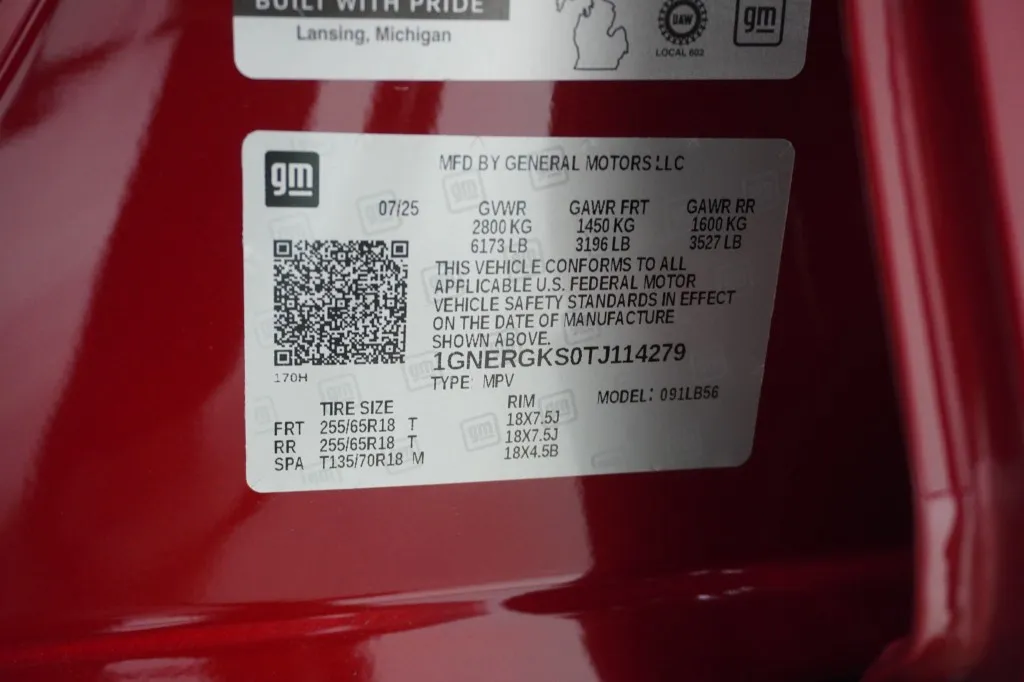 BUILT WITH PRIDE
Lansing, Michigan
UAW
LOCAL 602
gm
gm
MFD BY GENERAL MOTORS LLC
07/25
GVWR GAWR FRT GAWR RR
2800 KG 1450 KG 1600 KG
6173 LB 3196 LB 3527 LB
THIS VEHICLE CONFORMS TO ALL
APPLICABLE U.S. FEDERAL MOTOR
VEHICLE SAFETY STANDARDS IN EFFECT
ON THE DATE OF MANUFACTURE
SHOWN ABOVE.
1GNERGKS0TJ114279
170H
TYPE: MPV
MODEL: 091LB56
TIRE SIZE RIM
FRT 255/65R18 T 18X7.5J
RR 255/65R18 T 18X7.5J
SPA T135/70R18 M 18X4.5B